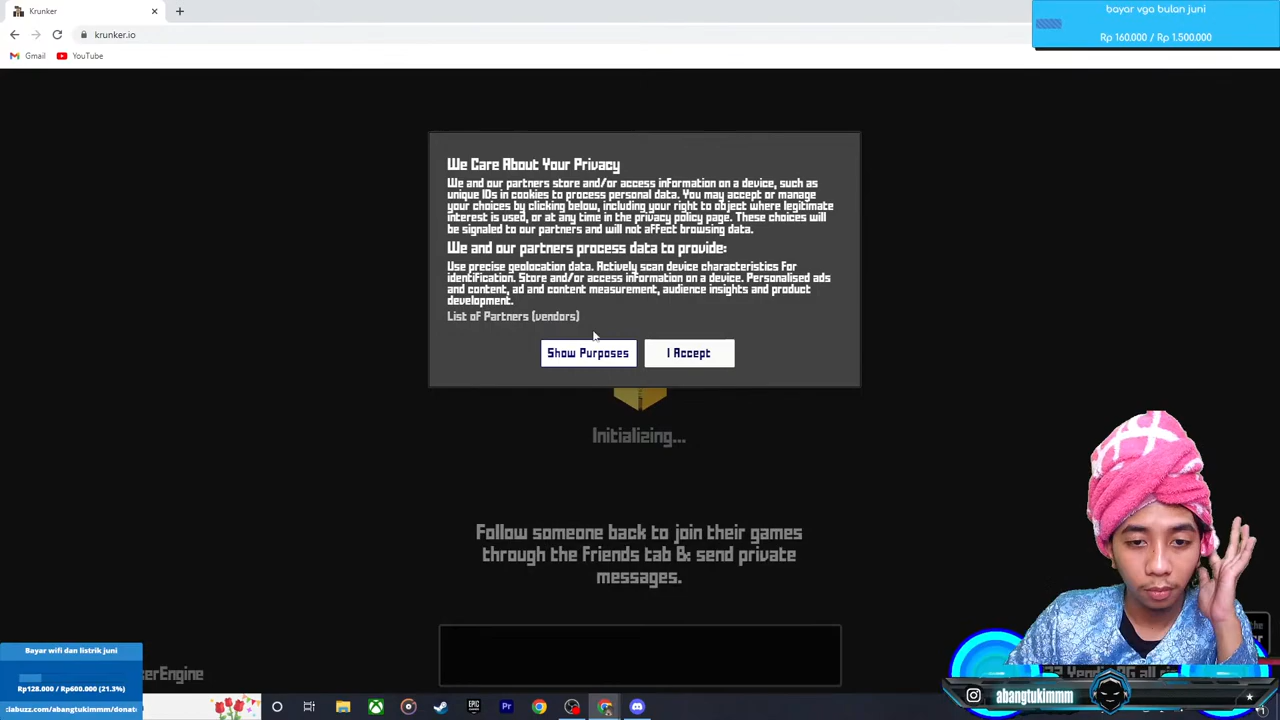 Krunker
bayar vga bulan juni
Rp 160.000 / Rp 1.500.000
krunker.io
Gmail
YouTube
We Care About Your Privacy
We and our partners store and/or access information on a device, such as
unique IDs in cookies to process personal data. You may accept or manage
your choices by clicking below, including your right to object where legitimate
interest is used, or at any time in the privacy policy page. These choices will
be signaled to our partners and will not affect browsing data.
We and our partners process data to provide:
Use precise geolocation data. Actively scan device characteristics for
identification. Store and/or access information on a device. Personalised ads
and content, ad and content measurement, audience insights and product
development.
List of Partners (vendors)
Show Purposes
I Accept
Initializing...
Follow someone back to join their games
through the Friends tab & send private
messages.
Bayar wifi dan listrik juni
Rp128.000 / Rp600.000 (21.3%)
abangtukimmm